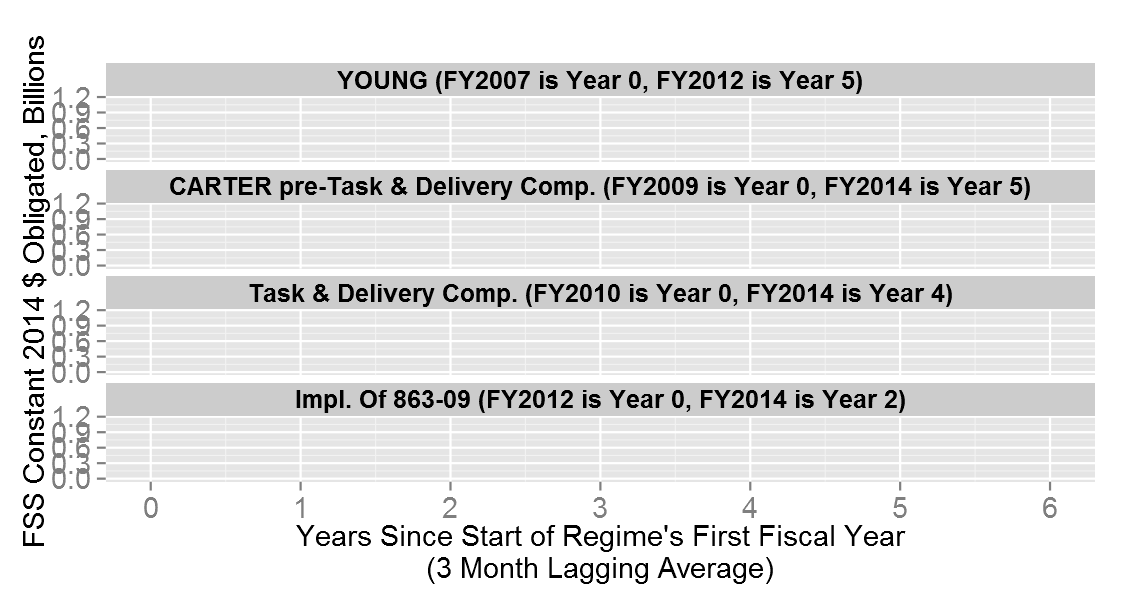 FSS Constant 2014 $ Obligated, Billions
YOUNG (FY2007 is Year 0, FY2012 is Year 5)
1.2
0.9
0.6
0.3
0.0
CARTER pre-Task & Delivery Comp. (FY2009 is Year 0, FY2014 is Year 5)
1.2
0.9
0.6
0.3
0.0
Task & Delivery Comp. (FY2010 is Year 0, FY2014 is Year 4)
1.2
0.9
0.6
0.3
0.0
Impl. Of 863-09 (FY2012 is Year 0, FY2014 is Year 2)
1.2
0.9
0.6
0.3
0.0
0 1 2 3 4 5 6
Years Since Start of Regime's First Fiscal Year
(3 Month Lagging Average)